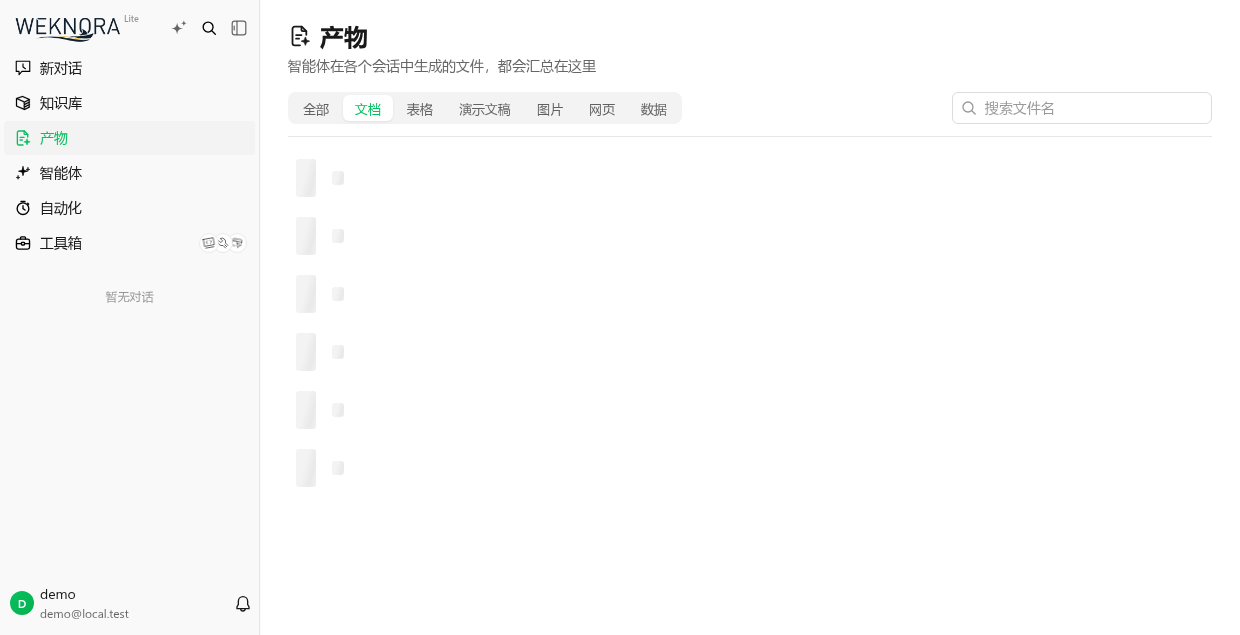 WEKNORA Lite
新对话
知识库
产物
智能体
自动化
工具箱
暂无对话
D
demo
demo@local.test
产物
智能体在各个会话中生成的文件，都会汇总在这里
全部 文档 表格 演示文稿 图片 网页 数据
搜索文件名